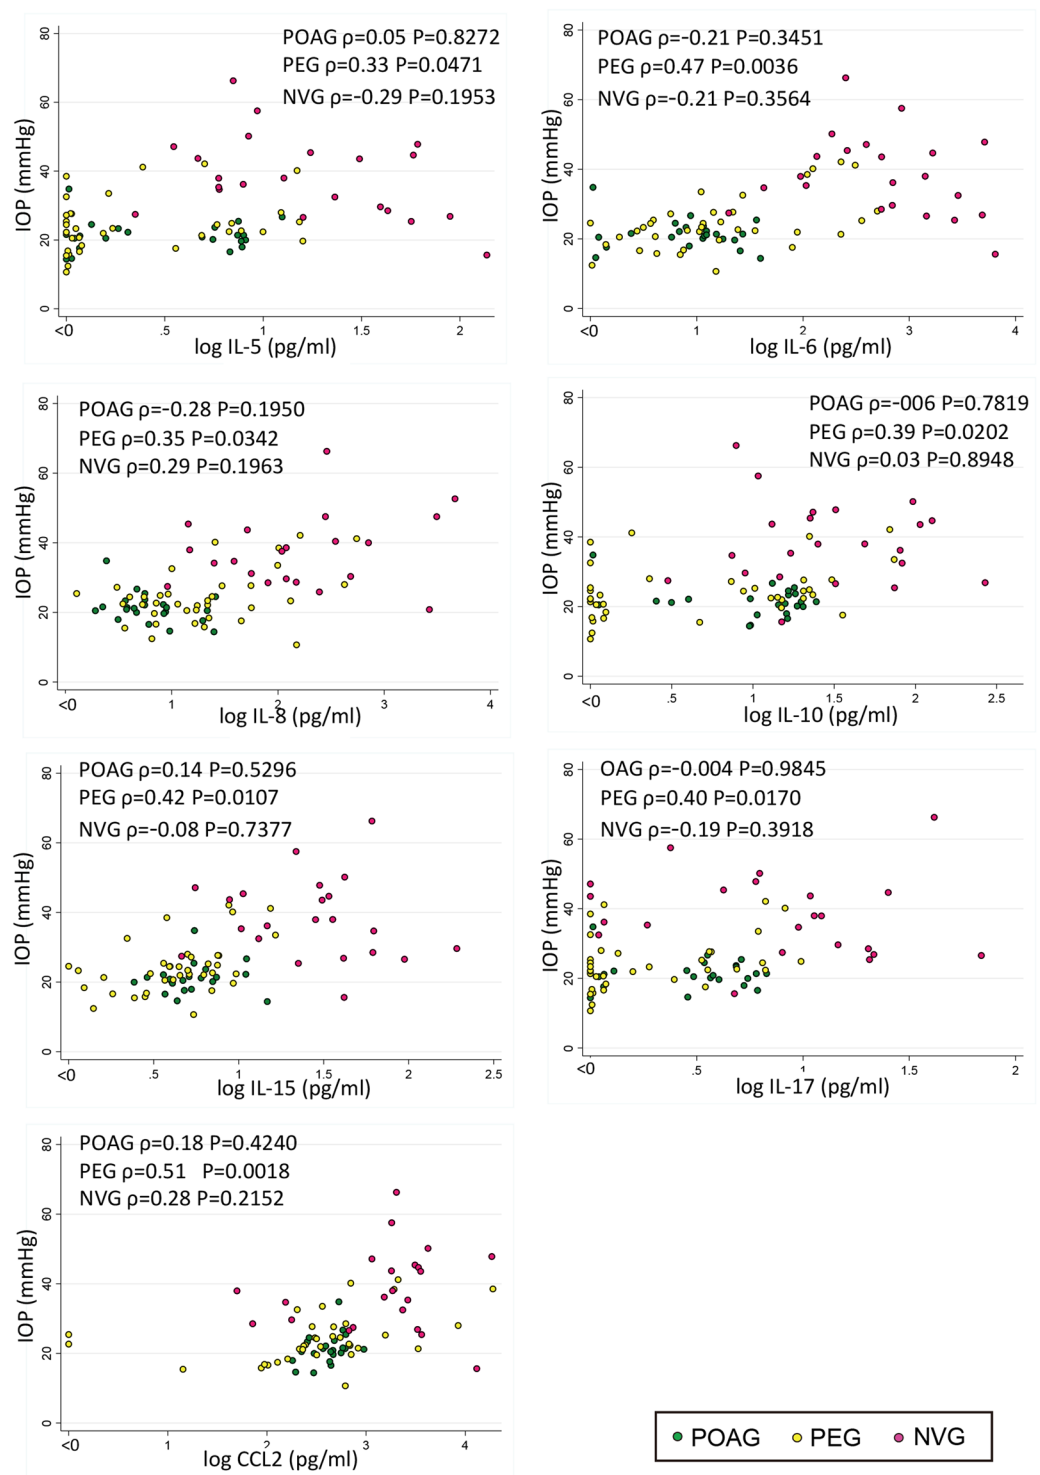 POAG ρ=0.05 P=0.8272
PEG ρ=0.33 P=0.0471
NVG ρ=-0.29 P=0.1953
IOP (mmHg)
80
60
40
20
0
<0 .5 1 1.5 2
log IL-5 (pg/ml)
POAG ρ=-0.21 P=0.3451
PEG ρ=0.47 P=0.0036
NVG ρ=-0.21 P=0.3564
IOP (mmHg)
80
60
40
20
0
<0 1 2 3 4
log IL-6 (pg/ml)
POAG ρ=-0.28 P=0.1950
PEG ρ=0.35 P=0.0342
NVG ρ=0.29 P=0.1963
IOP (mmHg)
80
60
40
20
0
<0 1 2 3 4
log IL-8 (pg/ml)
POAG ρ=-006 P=0.7819
PEG ρ=0.39 P=0.0202
NVG ρ=0.03 P=0.8948
IOP (mmHg)
80
60
40
20
0
<0 .5 1 1.5 2 2.5
log IL-10 (pg/ml)
POAG ρ=0.14 P=0.5296
PEG ρ=0.42 P=0.0107
NVG ρ=-0.08 P=0.7377
IOP (mmHg)
80
60
40
20
0
<0 .5 1 1.5 2 2.5
log IL-15 (pg/ml)
OAG ρ=-0.004 P=0.9845
PEG ρ=0.40 P=0.0170
NVG ρ=-0.19 P=0.3918
IOP (mmHg)
80
60
40
20
0
<0 .5 1 1.5 2
log IL-17 (pg/ml)
POAG ρ=0.18 P=0.4240
PEG ρ=0.51 P=0.0018
NVG ρ=0.28 P=0.2152
IOP (mmHg)
80
60
40
20
0
<0 1 2 3 4
log CCL2 (pg/ml)
POAG PEG NVG